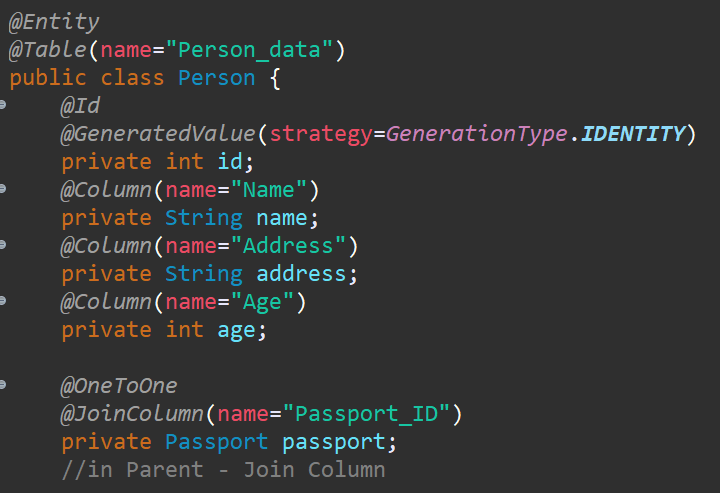 @Entity
@Table(name="Person_data")
public class Person {
    @Id
    @GeneratedValue(strategy=GenerationType.IDENTITY)
    private int id;
    @Column(name="Name")
    private String name;
    @Column(name="Address")
    private String address;
    @Column(name="Age")
    private int age;

    @OneToOne
    @JoinColumn(name="Passport_ID")
    private Passport passport;
    //in Parent - Join Column